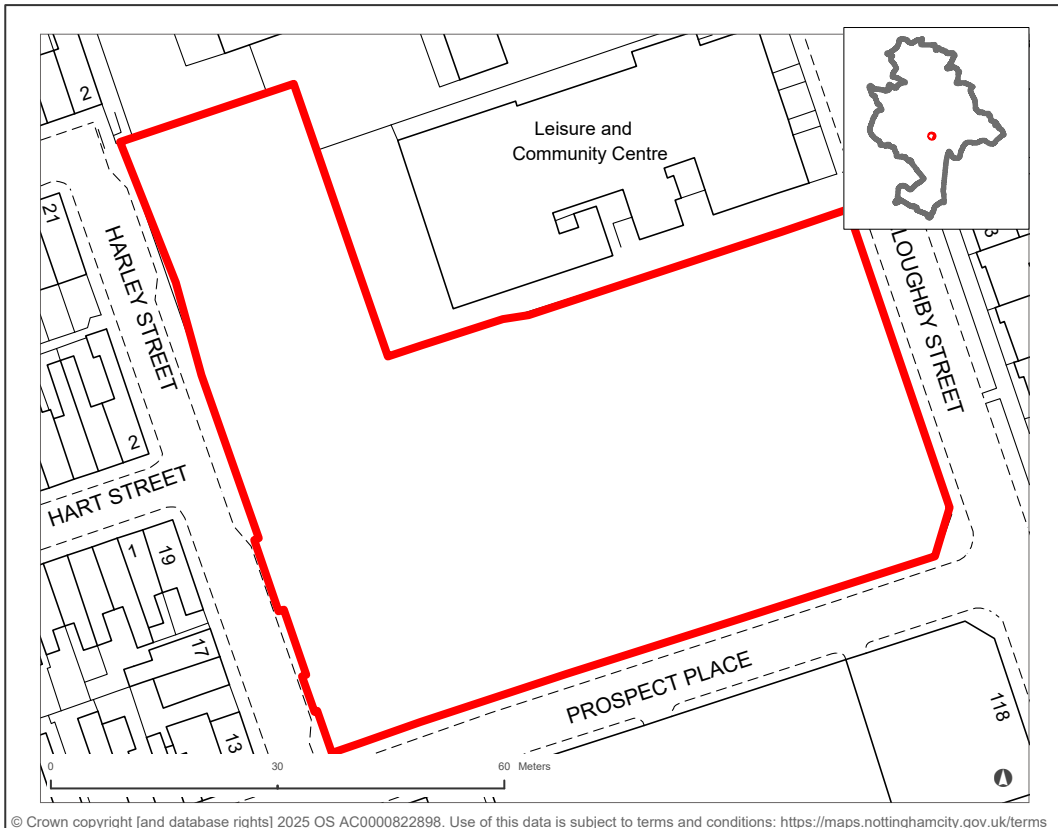 2
Leisure and
Community Centre
21
HARLEY STREET
3
LOUGHBY STREET
2
HART STREET
1
19
17
13
PROSPECT PLACE
118
0
30
60 Meters
© Crown copyright [and database rights] 2025 OS AC0000822898. Use of this data is subject to terms and conditions: https://maps.nottinghamcity.gov.uk/terms